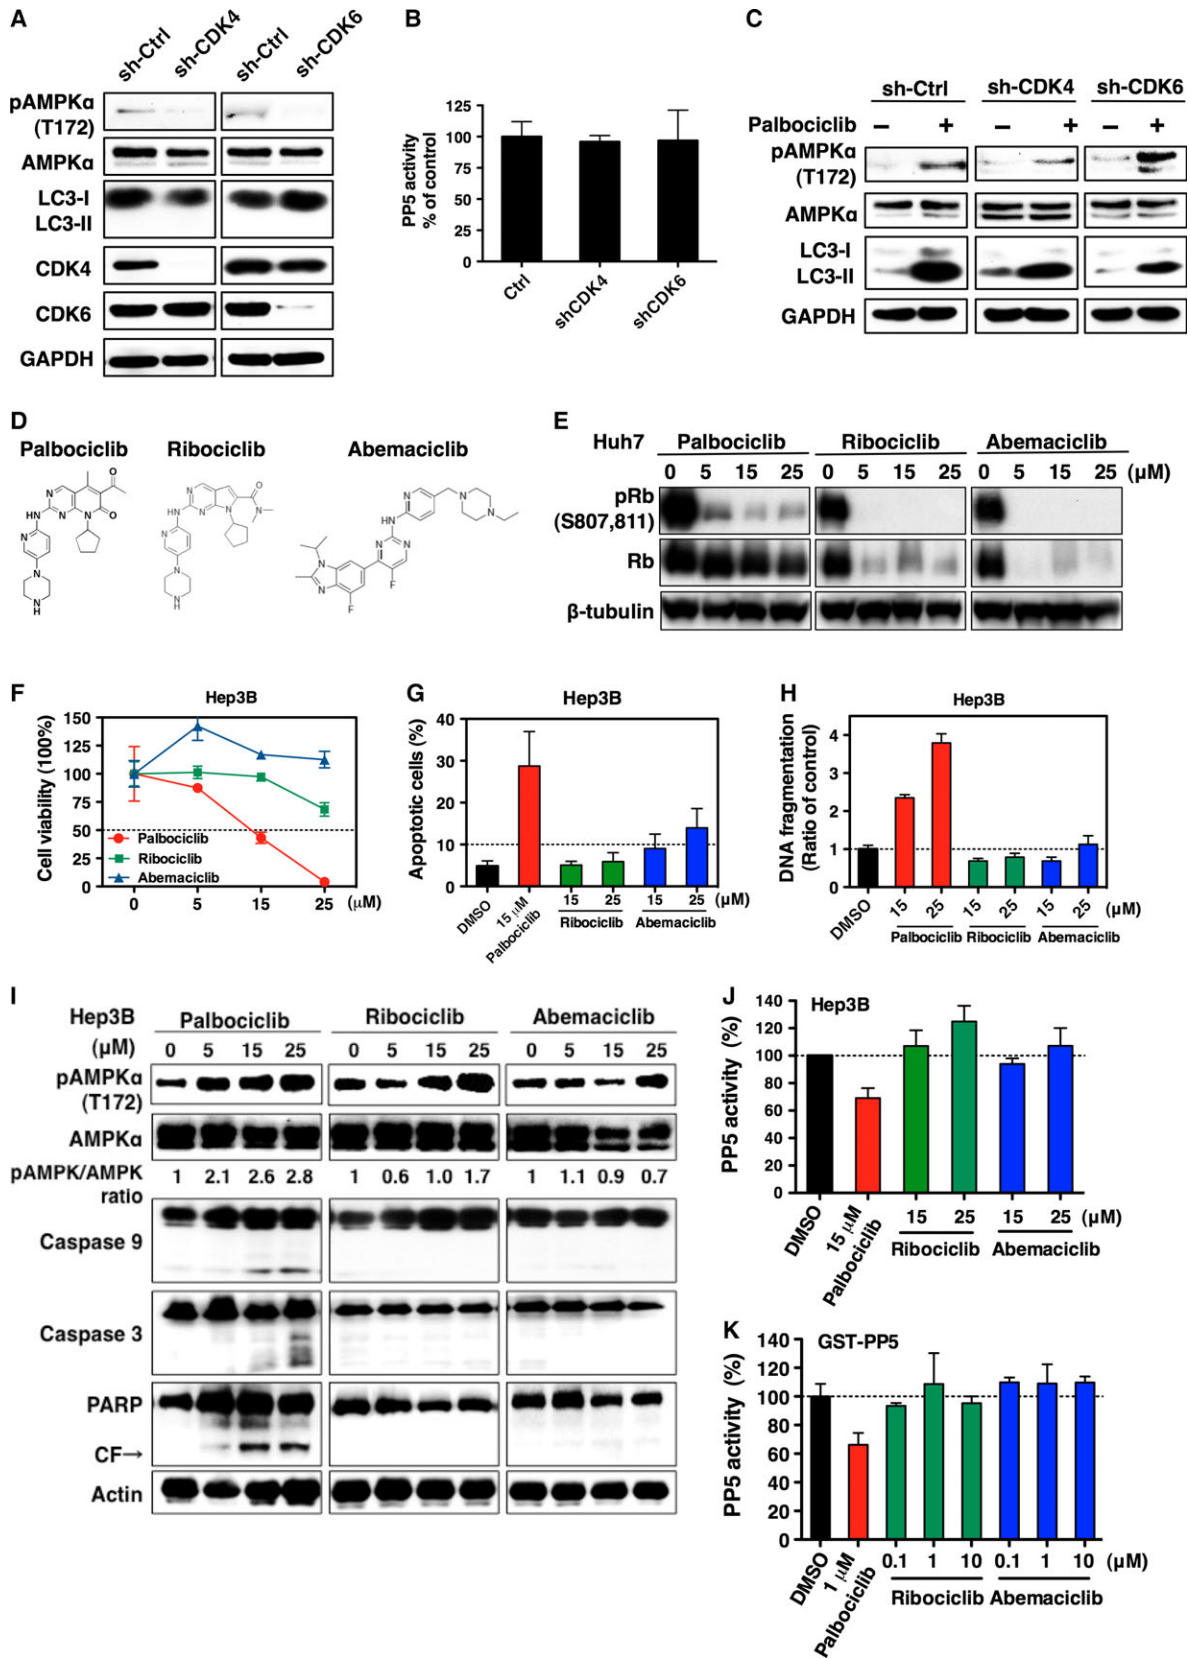 A
sh-Ctrl
sh-CDK4
sh-Ctrl
sh-CDK6
pAMPKα
(T172)
AMPKα
LC3-I
LC3-II
CDK4
CDK6
GAPDH
B
PP5 activity
% of control
125
100
75
50
25
0
Ctrl
shCDK4
shCDK6
C
sh-Ctrl sh-CDK4 sh-CDK6
Palbociclib − + − + − +
pAMPKα
(T172)
AMPKα
LC3-I
LC3-II
GAPDH
D
Palbociclib Ribociclib Abemaciclib
N
N
N
O
O
HN
N
N
N
H
N
N
N
O
N
HN
N
N
N
H
N
N
N
HN
N
N
N
N
F
F
E
Huh7 Palbociclib Ribociclib Abemaciclib
0 5 15 25 0 5 15 25 0 5 15 25 (μM)
pRb
(S807,811)
Rb
β-tubulin
F
Hep3B
Cell viability (100%)
150
125
100
75
50
25
0
Palbociclib
Ribociclib
Abemaciclib
0 5 15 25 (μM)
G
Hep3B
Apoptotic cells (%)
40
30
20
10
0
DMSO
15 μM
Palbociclib
15 25 15 25 (μM)
Ribociclib Abemaciclib
H
Hep3B
DNA fragmentation
(Ratio of control)
4
3
2
1
0
DMSO
15 25 15 25 15 25 (μM)
Palbociclib Ribociclib Abemaciclib
I
Hep3B Palbociclib Ribociclib Abemaciclib
(μM) 0 5 15 25 0 5 15 25 0 5 15 25
pAMPKα
(T172)
AMPKα
pAMPK/AMPK 1 2.1 2.6 2.8 1 0.6 1.0 1.7 1 1.1 0.9 0.7
ratio
Caspase 9
Caspase 3
PARP
CF→
Actin
J
Hep3B
PP5 activity (%)
140
120
100
80
60
40
20
0
DMSO
15 μM
Palbociclib
15 25 15 25 (μM)
Ribociclib Abemaciclib
K
GST-PP5
PP5 activity (%)
140
120
100
80
60
40
20
0
DMSO
1 μM
Palbociclib
0.1 1 10 0.1 1 10 (μM)
Ribociclib Abemaciclib